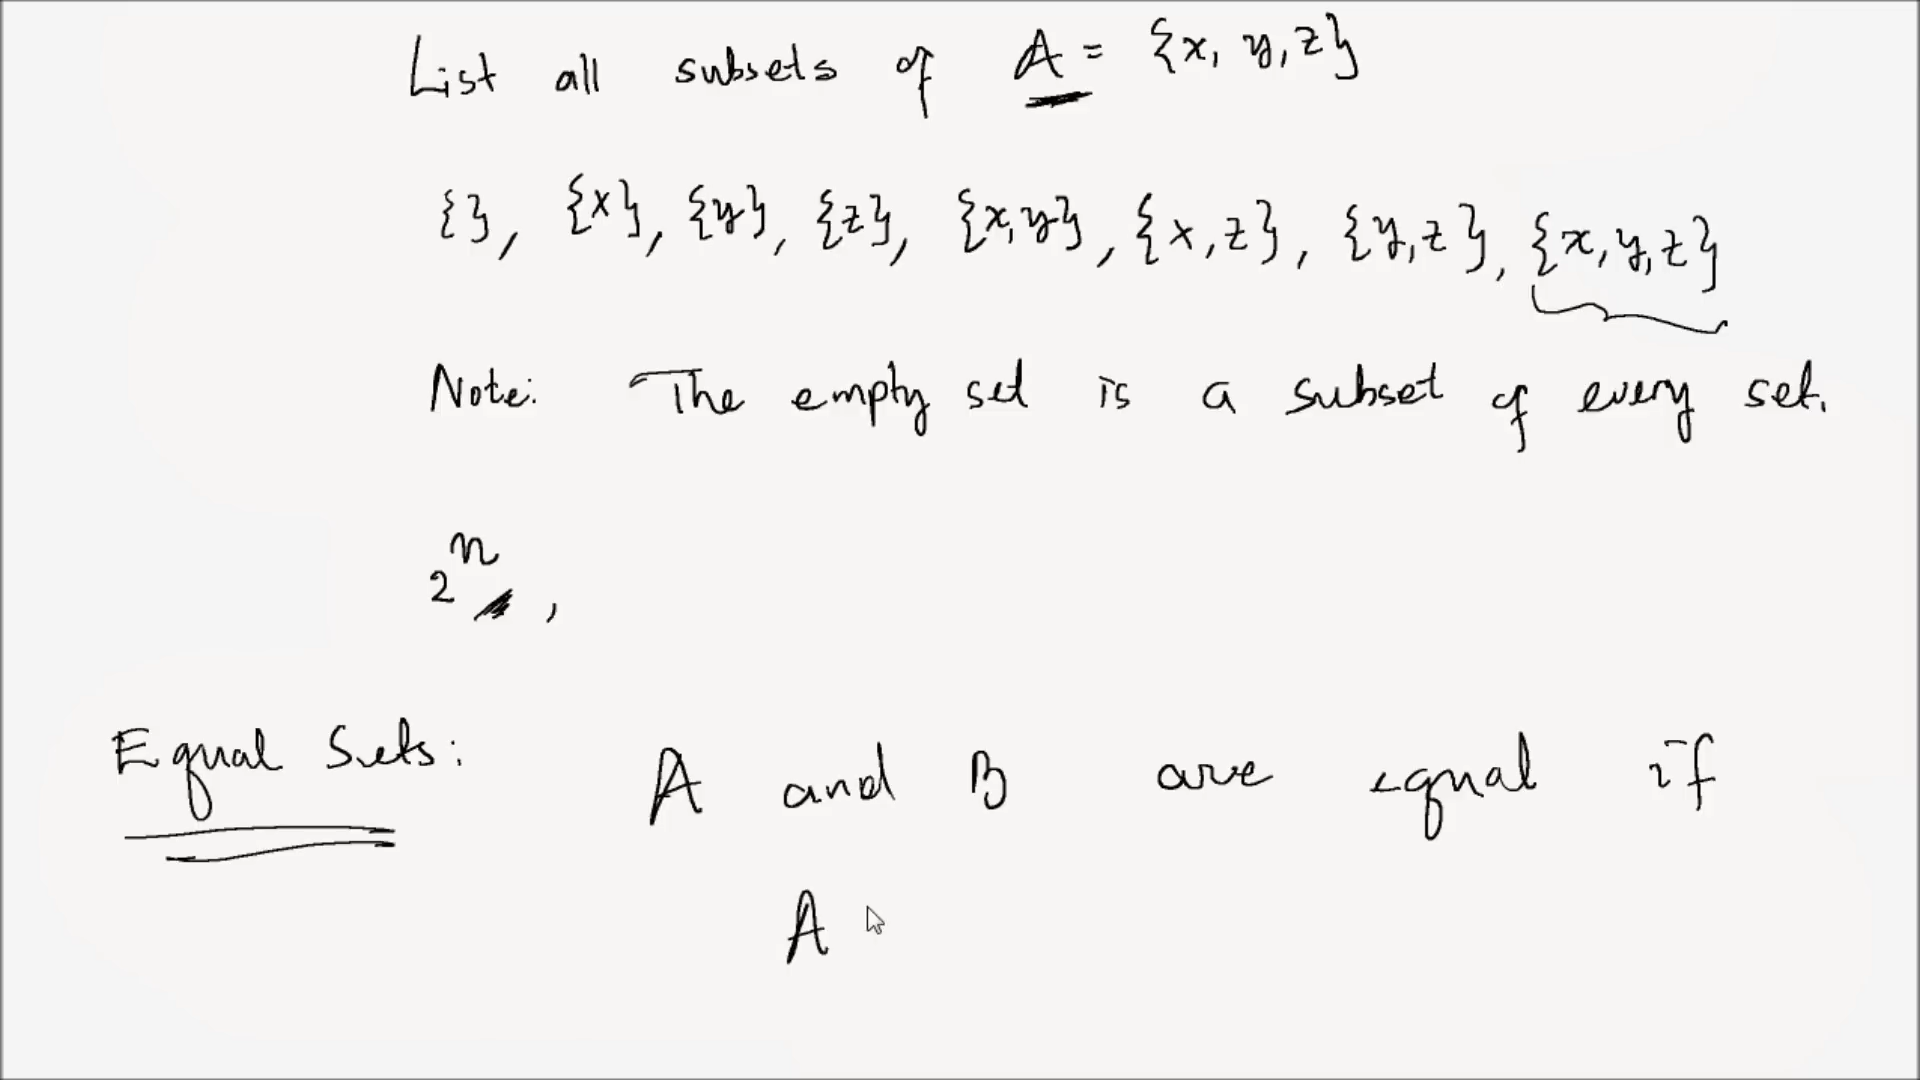 List all subsets of A = {x, y, z}
{}, {x}, {y}, {z}, {x,y}, {x,z}, {y,z}, {x,y,z}
Note: The empty set is a subset of every set.
2ⁿ,
Equal Sets: A and B are equal if
A